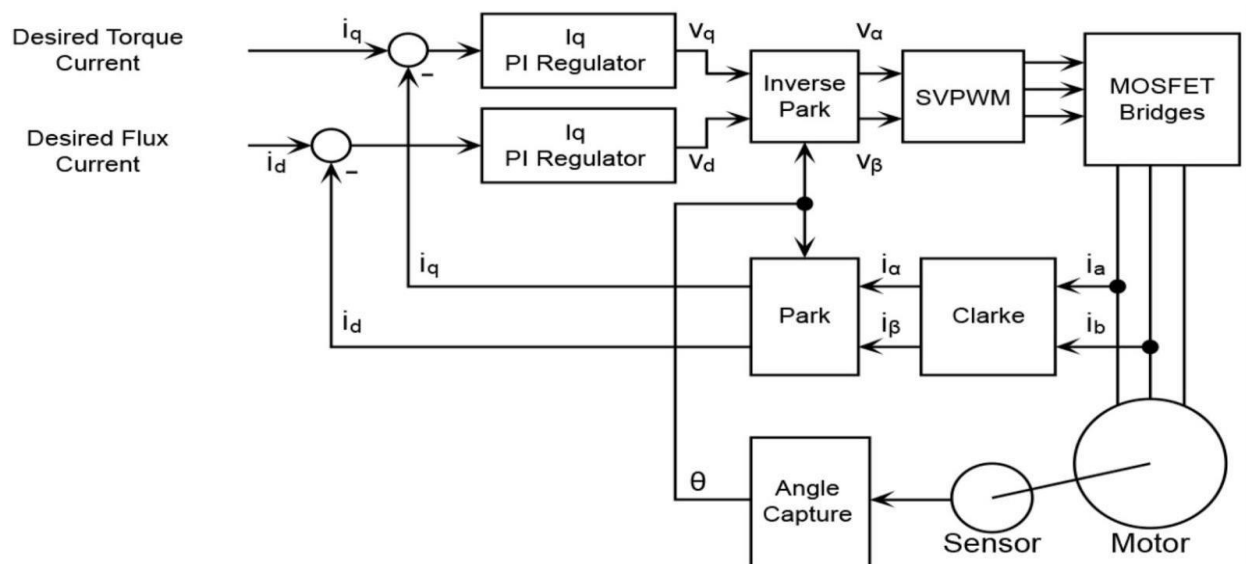 Desired Torque
Current
iq
-
Iq
PI Regulator
vq
Inverse
Park
vα
SVPWM
MOSFET
Bridges
Desired Flux
Current
id
-
Iq
PI Regulator
vd
vβ
iq
id
Park
iα
iβ
Clarke
ia
ib
θ
Angle
Capture
Sensor
Motor